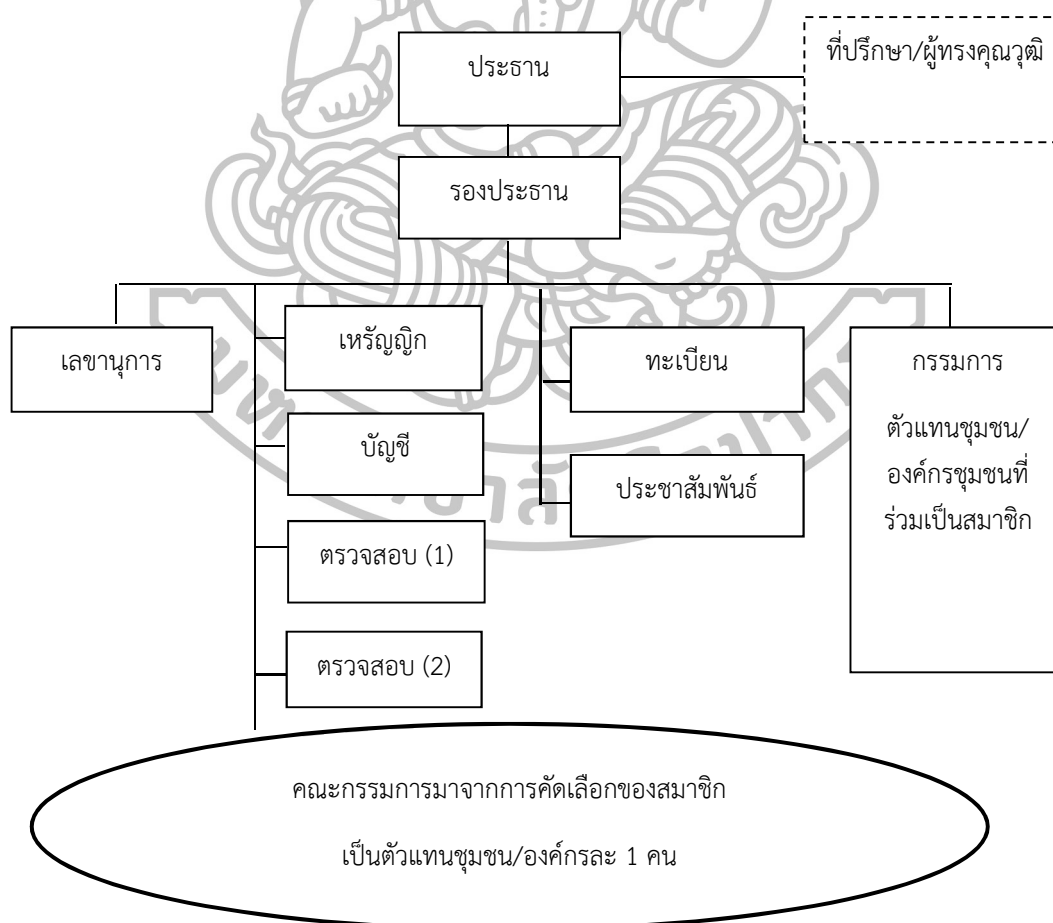 ประธาน
ที่ปรึกษา/ผู้ทรงคุณวุฒิ
รองประธาน
เลขานุการ
เหรัญญิก
บัญชี
ตรวจสอบ (1)
ตรวจสอบ (2)
ทะเบียน
ประชาสัมพันธ์
กรรมการ
ตัวแทนชุมชน/
องค์กรชุมชนที่
ร่วมเป็นสมาชิก
คณะกรรมการมาจากการคัดเลือกของสมาชิก
เป็นตัวแทนชุมชน/องค์กรละ 1 คน